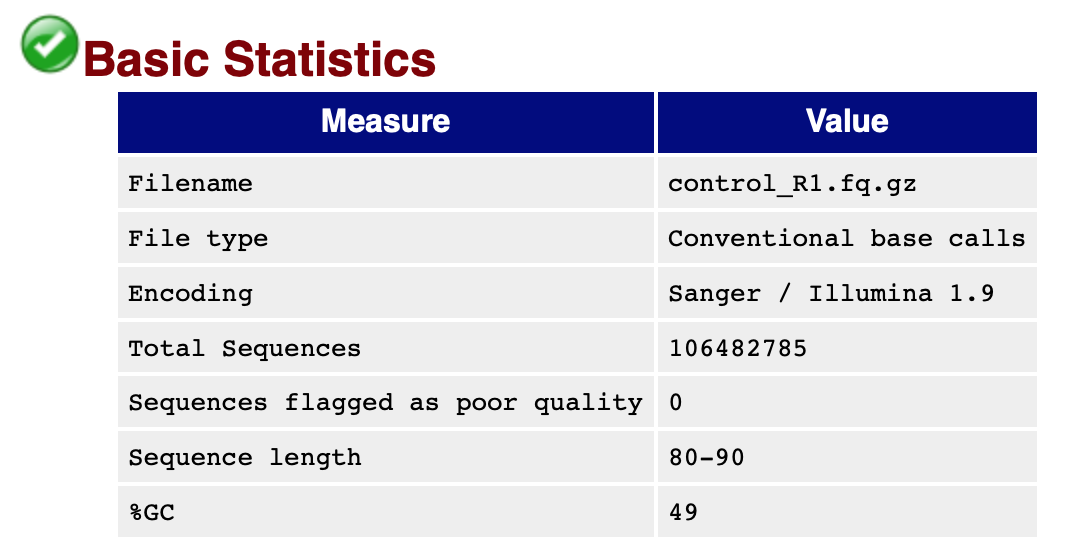 Basic Statistics
Measure Value
Filename control_R1.fq.gz
File type Conventional base calls
Encoding Sanger / Illumina 1.9
Total Sequences 106482785
Sequences flagged as poor quality 0
Sequence length 80-90
%GC 49